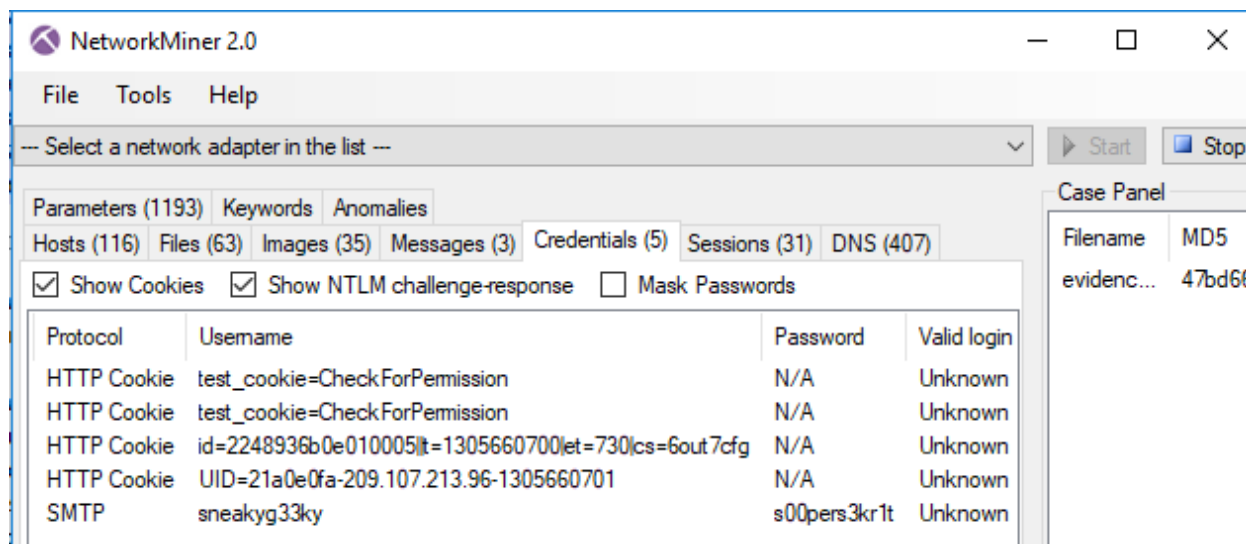 NetworkMiner 2.0
File Tools Help
--- Select a network adapter in the list --- Start Stop
Parameters (1193) Keywords Anomalies Case Panel
Hosts (116) Files (63) Images (35) Messages (3) Credentials (5) Sessions (31) DNS (407) Filename MD5
Show Cookies Show NTLM challenge-response Mask Passwords evidenc... 47bd66
Protocol Username Password Valid login
HTTP Cookie test_cookie=CheckForPermission N/A Unknown
HTTP Cookie test_cookie=CheckForPermission N/A Unknown
HTTP Cookie id=2248936b0e010005||t=1305660700|et=730|cs=6out7cfg N/A Unknown
HTTP Cookie UID=21a0e0fa-209.107.213.96-1305660701 N/A Unknown
SMTP sneakyg33ky s00pers3kr1t Unknown